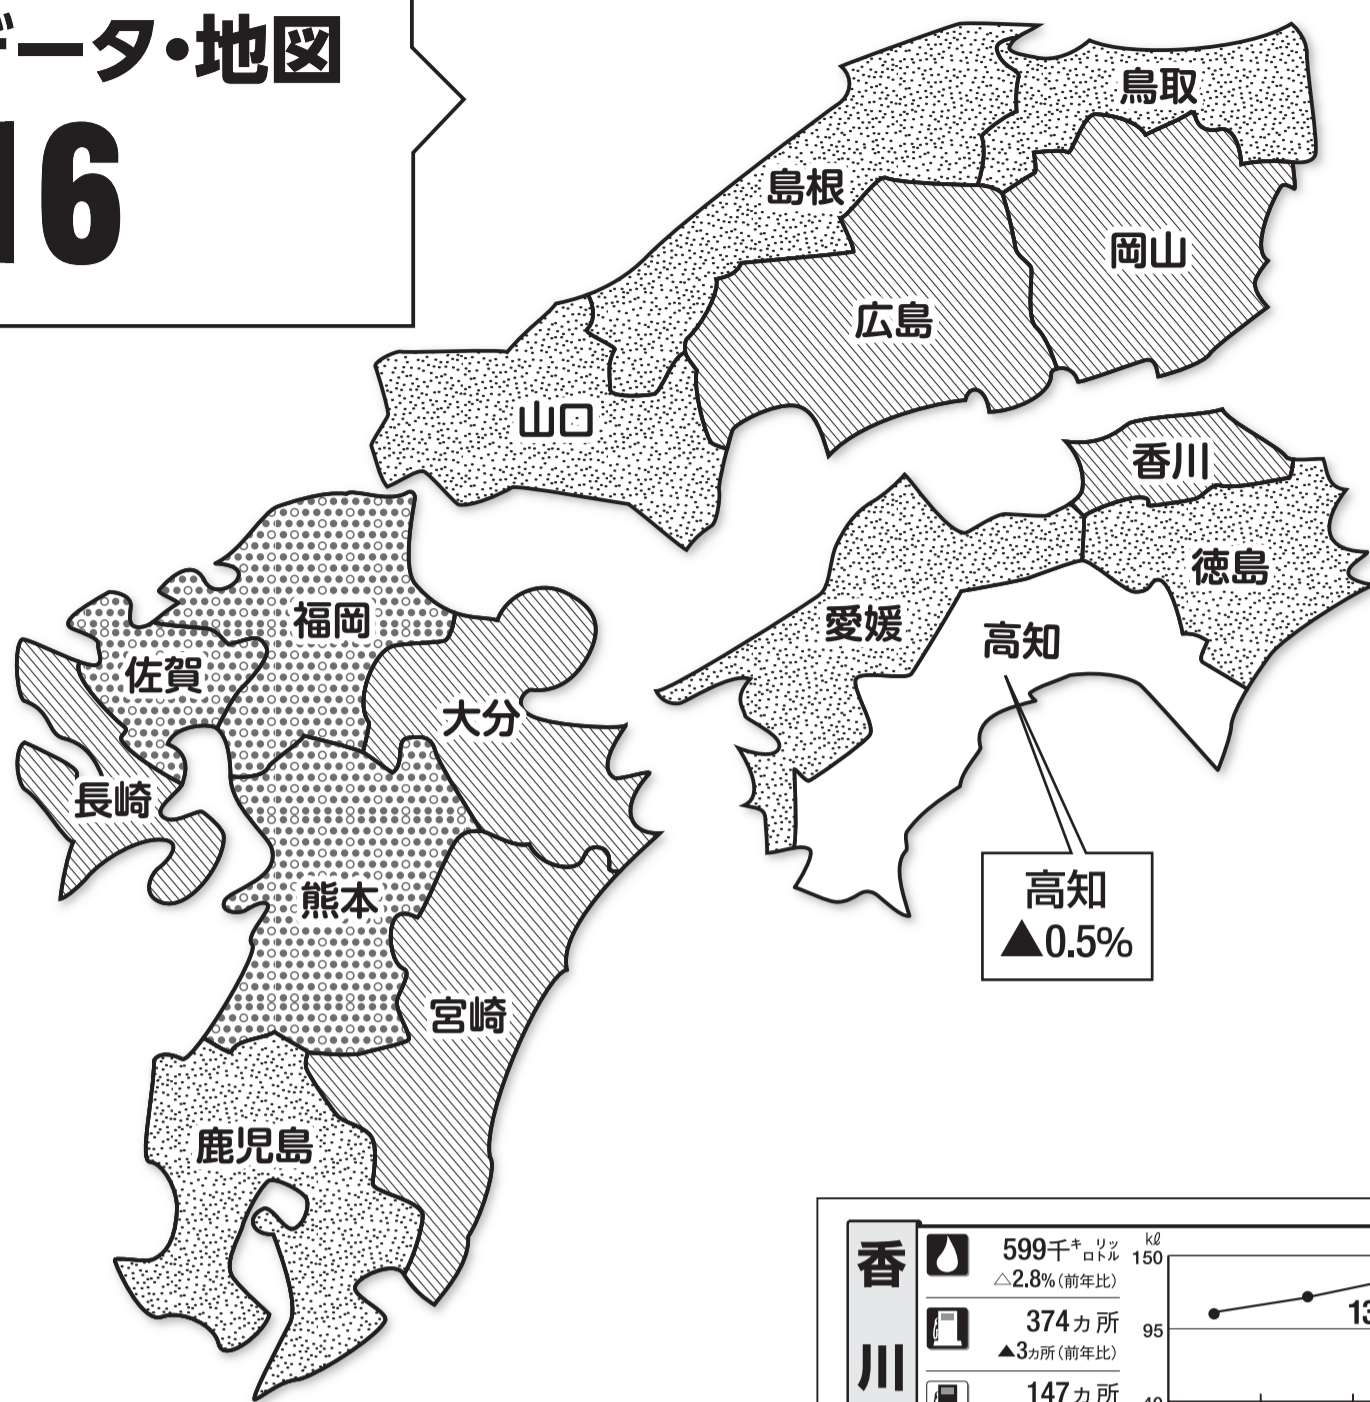 データ・地図
16
鳥取
島根
岡山
広島
山口
香川
徳島
愛媛
高知
福岡
佐賀
大分
長崎
熊本
宮崎
鹿児島
高知
▲0.5%
香川
599千キロリットル
△2.8%(前年比)
374ヵ所
▲3ヵ所(前年比)
147ヵ所
kℓ
150
95
13